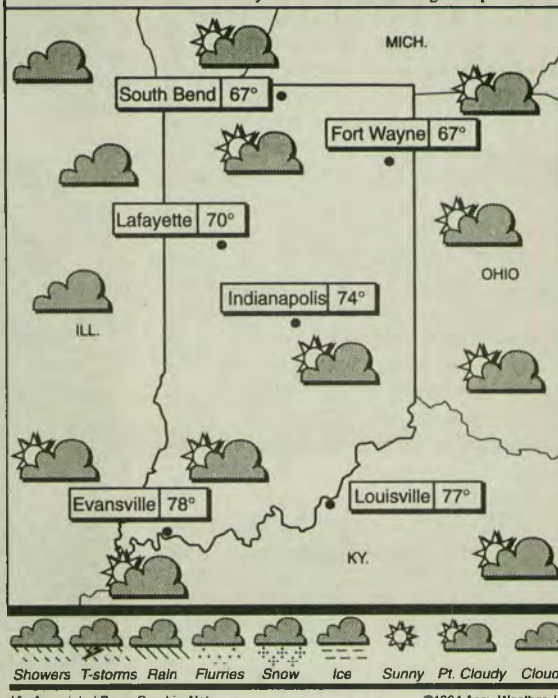 MICH.
South Bend 67°
Fort Wayne 67°
Lafayette 70°
OHIO
Indianapolis 74°
ILL.
Evansville 78°
Louisville 77°
KY.
Showers T-storms Rain Flurries Snow Ice Sunny Pt. Cloudy